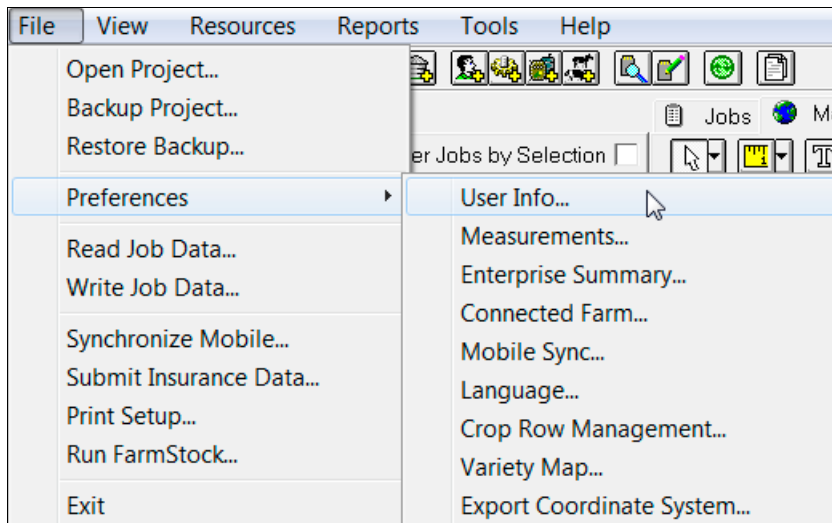 File View Resources Reports Tools Help
Open Project...
Backup Project...
Restore Backup...
Preferences
Read Job Data...
Write Job Data...
Synchronize Mobile...
Submit Insurance Data...
Print Setup...
Run FarmStock...
Exit
Jobs M
er Jobs by Selection
User Info...
Measurements...
Enterprise Summary...
Connected Farm...
Mobile Sync...
Language...
Crop Row Management...
Variety Map...
Export Coordinate System...